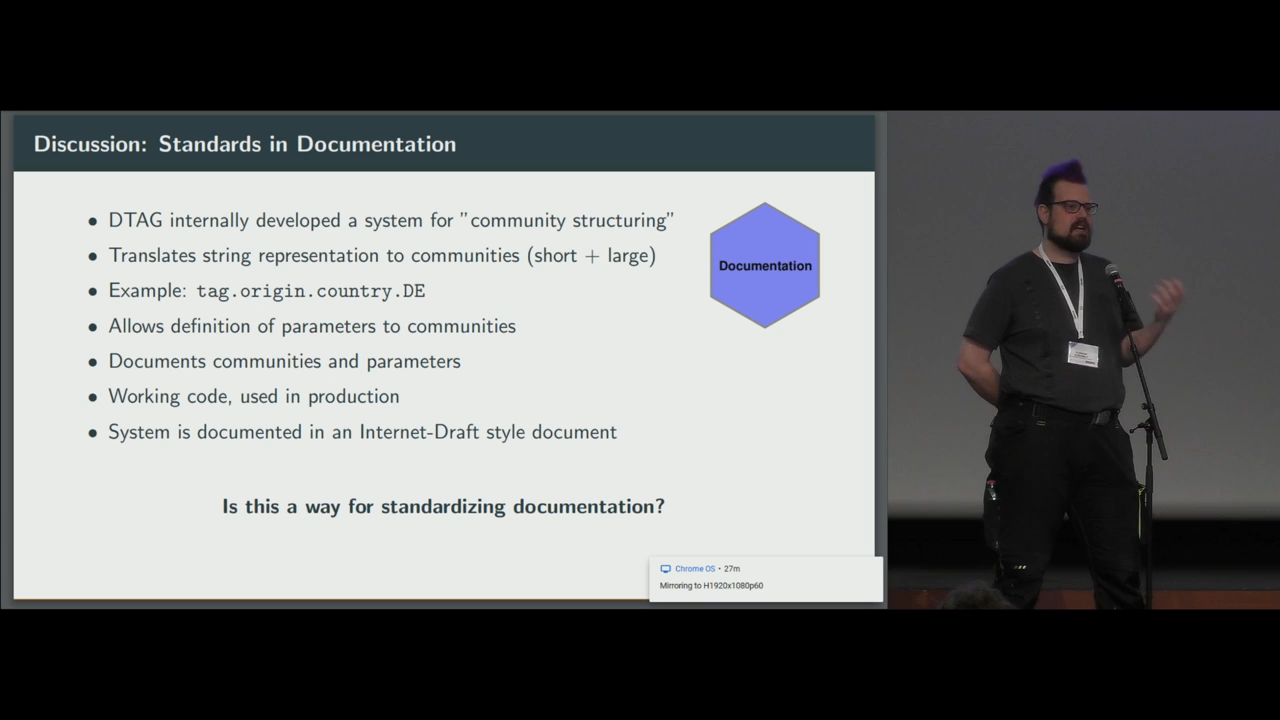 Discussion: Standards in Documentation
• DTAG internally developed a system for "community structuring"
• Translates string representation to communities (short + large)
• Example: tag.origin.country.DE
• Allows definition of parameters to communities
• Documents communities and parameters
• Working code, used in production
• System is documented in an Internet-Draft style document
Documentation
Is this a way for standardizing documentation?
Chrome OS • 27m
Mirroring to H1920x1080p60